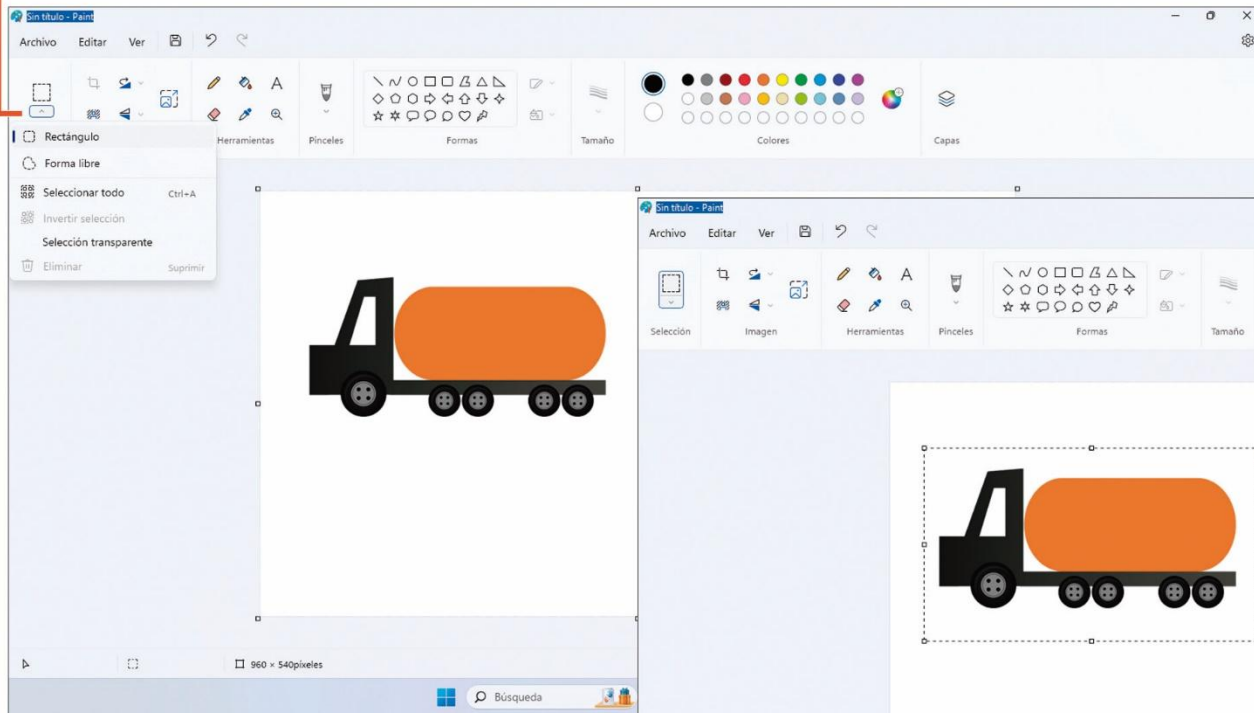 Sin título - Paint
Archivo Editar Ver
Herramientas Pinceles Formas Tamaño Colores Capas
Rectángulo
Forma libre
Seleccionar todo Ctrl+A
Invertir selección
Selección transparente
Eliminar Suprimir
960 × 540píxeles
Búsqueda
Sin título - Paint
Archivo Editar Ver
Selección Imagen Herramientas Pinceles Formas Tamaño